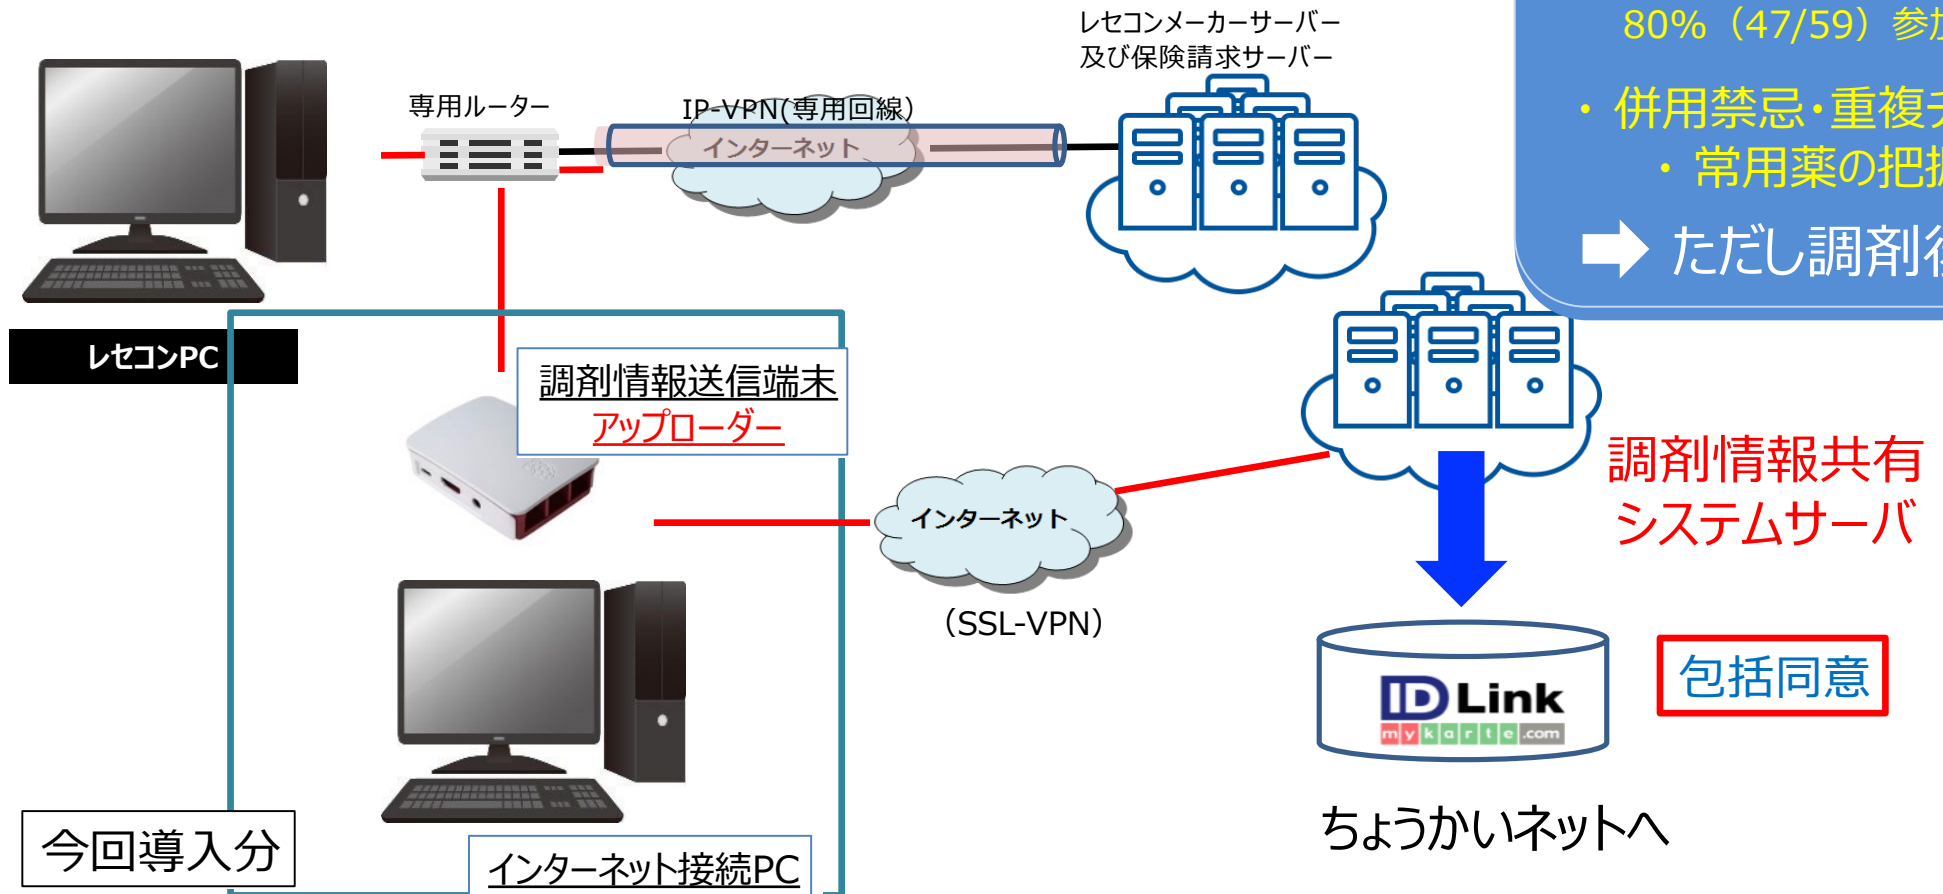 レセコンメーカーサーバー
及び保険請求サーバー
80%（47/59）参加
・ 併用禁忌・重複チ
・ 常用薬の把握
ただし調剤後
専用ルーター
IP-VPN(専用回線)
インターネット
レセコンPC
調剤情報送信端末
アップローダー
インターネット
（SSL-VPN）
調剤情報共有
システムサーバ
ID Link
mykarte.com
包括同意
ちょうかいネットへ
今回導入分
インターネット接続PC